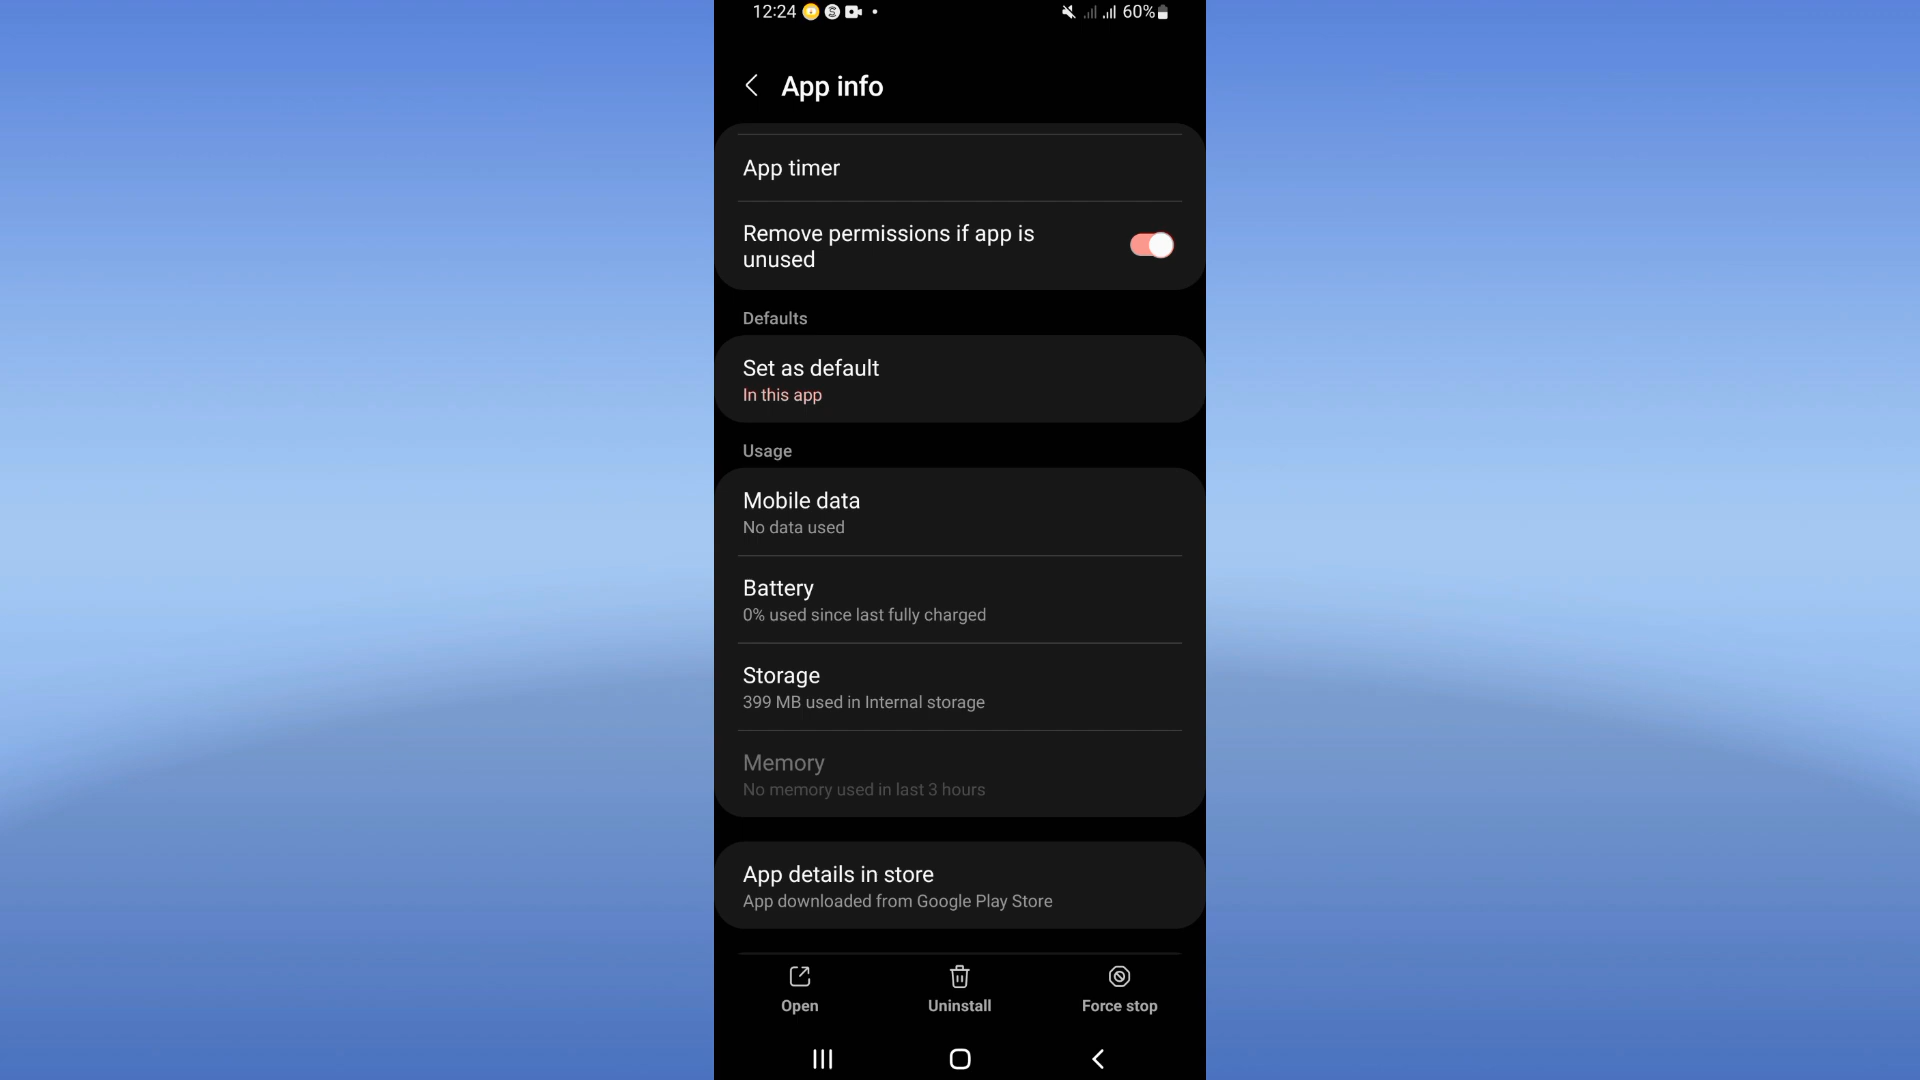 12:24 60%
App info
App timer
Remove permissions if app is
unused
Defaults
Set as default
In this app
Usage
Mobile data
No data used
Battery
0% used since last fully charged
Storage
399 MB used in Internal storage
Memory
No memory used in last 3 hours
App details in store
App downloaded from Google Play Store
Open Uninstall Force stop